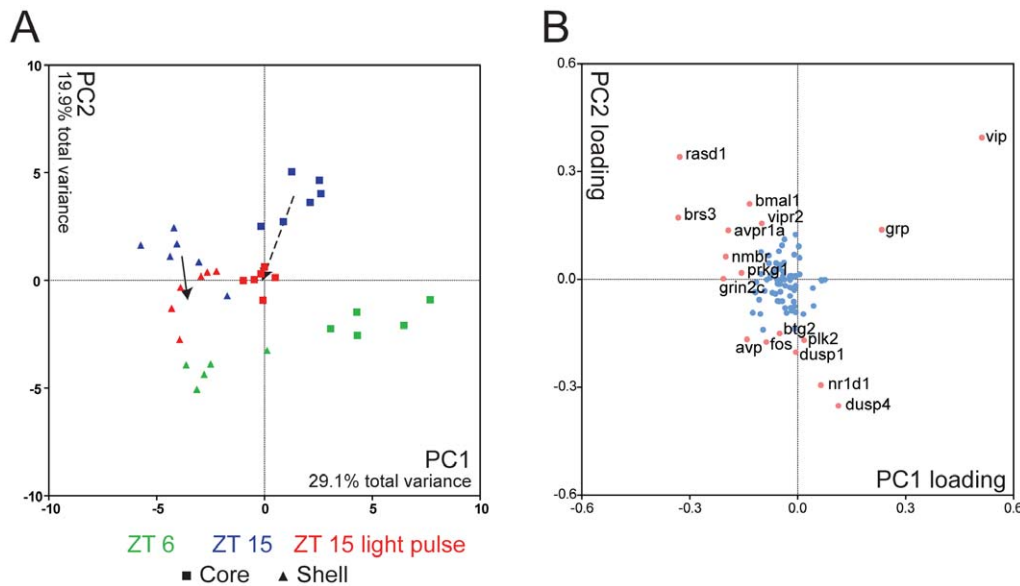 A
10
5
0
-5
-10
-10
-5
0
5
10
PC2
19.9% total variance
PC1
29.1% total variance
ZT 6 ZT 15 ZT 15 light pulse
■ Core ▲ Shell
B
0.6
0.3
0.0
-0.3
-0.6
-0.6
-0.3
0.0
0.3
0.6
PC2 loading
PC1 loading
vip
rasd1
bmal1
brs3
vipr2
avpr1a
grp
nmbr
prkg1
grin2c
btg2
plk2
avp
fos
dusp1
nr1d1
dusp4